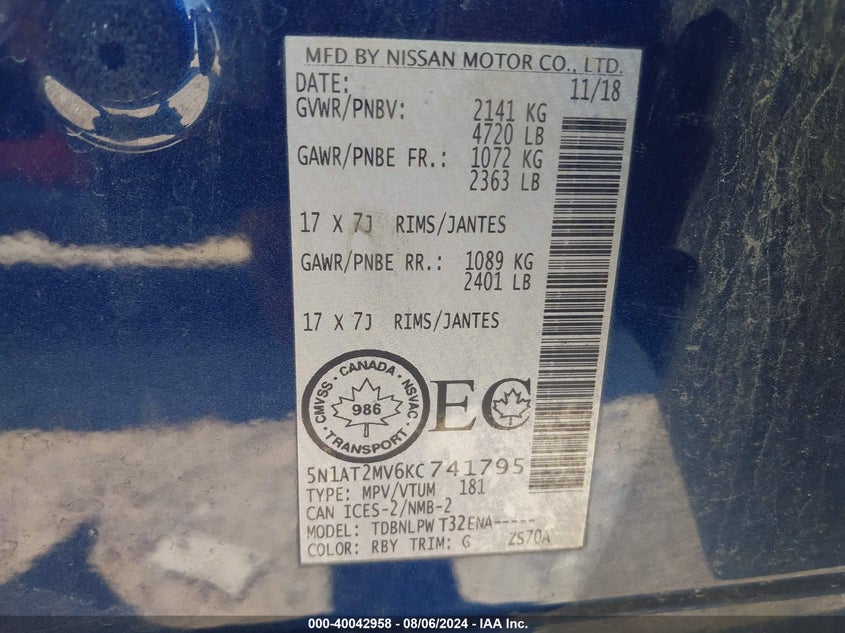 MFD BY NISSAN MOTOR CO., LTD.
DATE: 11/18
GVWR/PNBV: 2141 KG
4720 LB
GAWR/PNBE FR.: 1072 KG
2363 LB
17 X 7J RIMS/JANTES
GAWR/PNBE RR.: 1089 KG
2401 LB
17 X 7J RIMS/JANTES
CMVSS · CANADA · NSVAC · TRANSPORT ·
986
EC
5N1AT2MV6KC741795
TYPE: MPV/VTUM 181
CAN ICES-2/NMB-2
MODEL: TDBNLPW T32ENA-----
COLOR: RBY TRIM: G ZS70A
000-40042958 - 08/06/2024 - IAA Inc.